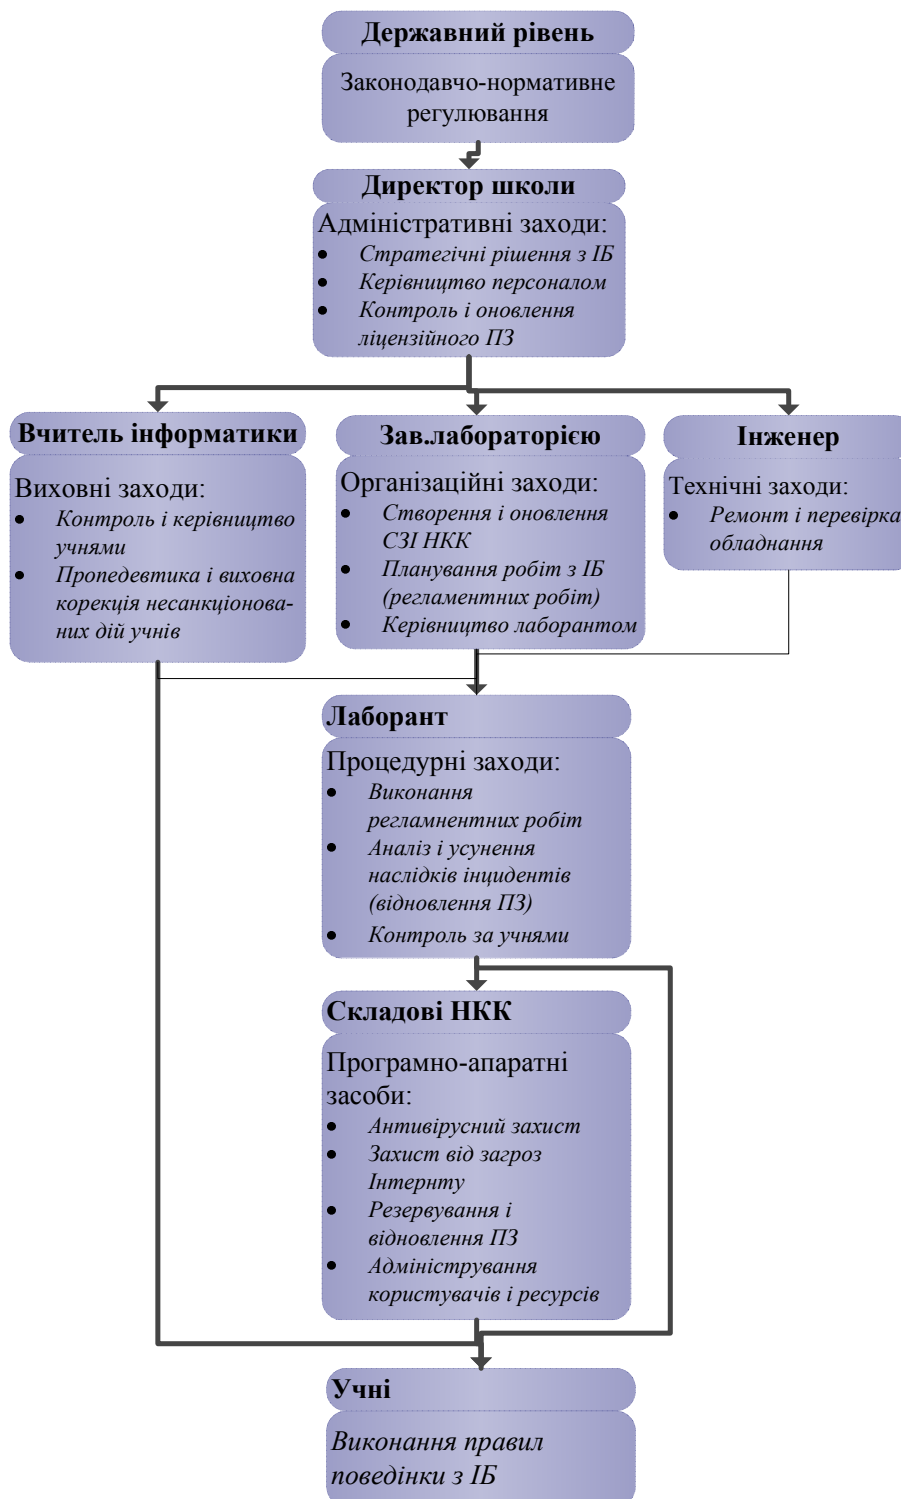 Державний рівень
Законодавчо-нормативне
регулювання
Директор школи
Адміністративні заходи:
• Стратегічні рішення з ІБ
• Керівництво персоналом
• Контроль і оновлення
ліцензійного ПЗ
Вчитель інформатики
Виховні заходи:
• Контроль і керівництво
учнями
• Пропедевтика і виховна
корекція несанкціонова-
них дій учнів
Зав.лабораторією
Організаційні заходи:
• Створення і оновлення
СЗІ НКК
• Планування робіт з ІБ
(регламентних робіт)
• Керівництво лаборантом
Інженер
Технічні заходи:
• Ремонт і перевірка
обладнання
Лаборант
Процедурні заходи:
• Виконання
регламнентних робіт
• Аналіз і усунення
наслідків інцидентів
(відновлення ПЗ)
• Контроль за учнями
Складові НКК
Програмно-апаратні
засоби:
• Антивірусний захист
• Захист від загроз
Інтернту
• Резервування і
відновлення ПЗ
• Адміністрування
користувачів і ресурсів
Учні
Виконання правил
поведінки з ІБ